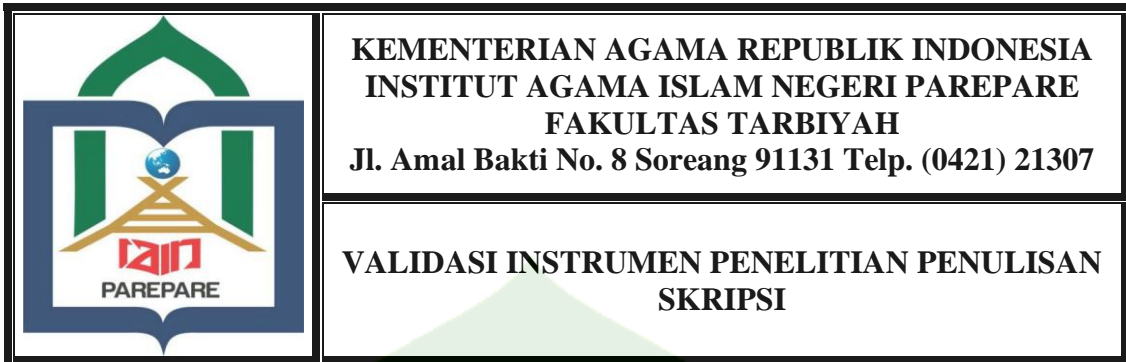 KEMENTERIAN AGAMA REPUBLIK INDONESIA
INSTITUT AGAMA ISLAM NEGERI PAREPARE
FAKULTAS TARBIYAH
Jl. Amal Bakti No. 8 Soreang 91131 Telp. (0421) 21307
VALIDASI INSTRUMEN PENELITIAN PENULISAN
SKRIPSI
iain
PAREPARE